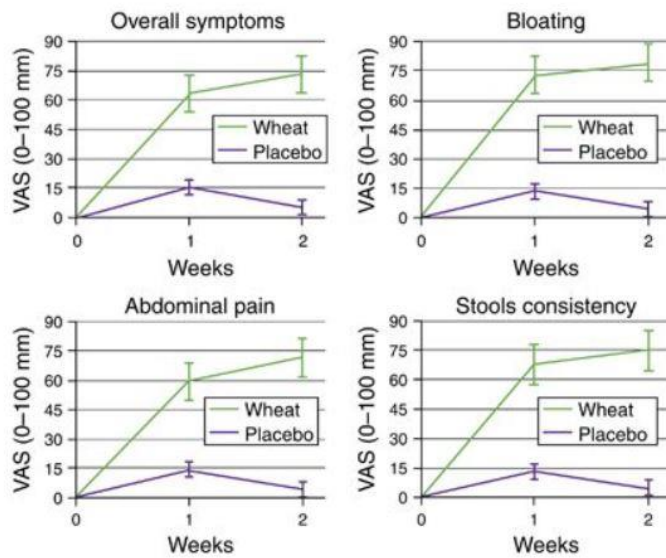 Overall symptoms
VAS (0–100 mm)
90
75
60
45
30
15
0
Wheat
Placebo
0 1 2
Weeks
Bloating
VAS (0–100 mm)
90
75
60
45
30
15
0
Wheat
Placebo
0 1 2
Weeks
Abdominal pain
VAS (0–100 mm)
90
75
60
45
30
15
0
Wheat
Placebo
0 1 2
Weeks
Stools consistency
VAS (0–100 mm)
90
75
60
45
30
15
0
Wheat
Placebo
0 1 2
Weeks